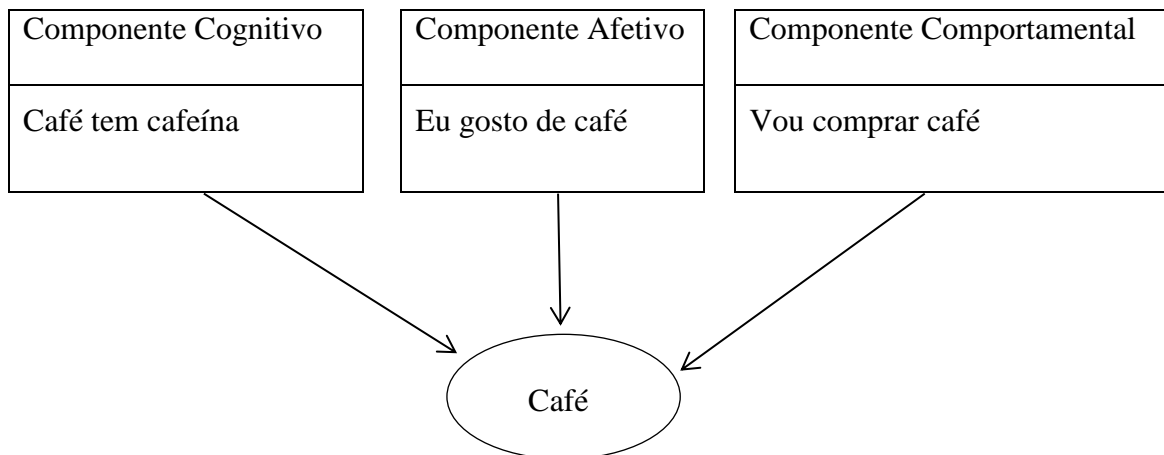 Componente Cognitivo
Café tem cafeína
Componente Afetivo
Eu gosto de café
Componente Comportamental
Vou comprar café
Café